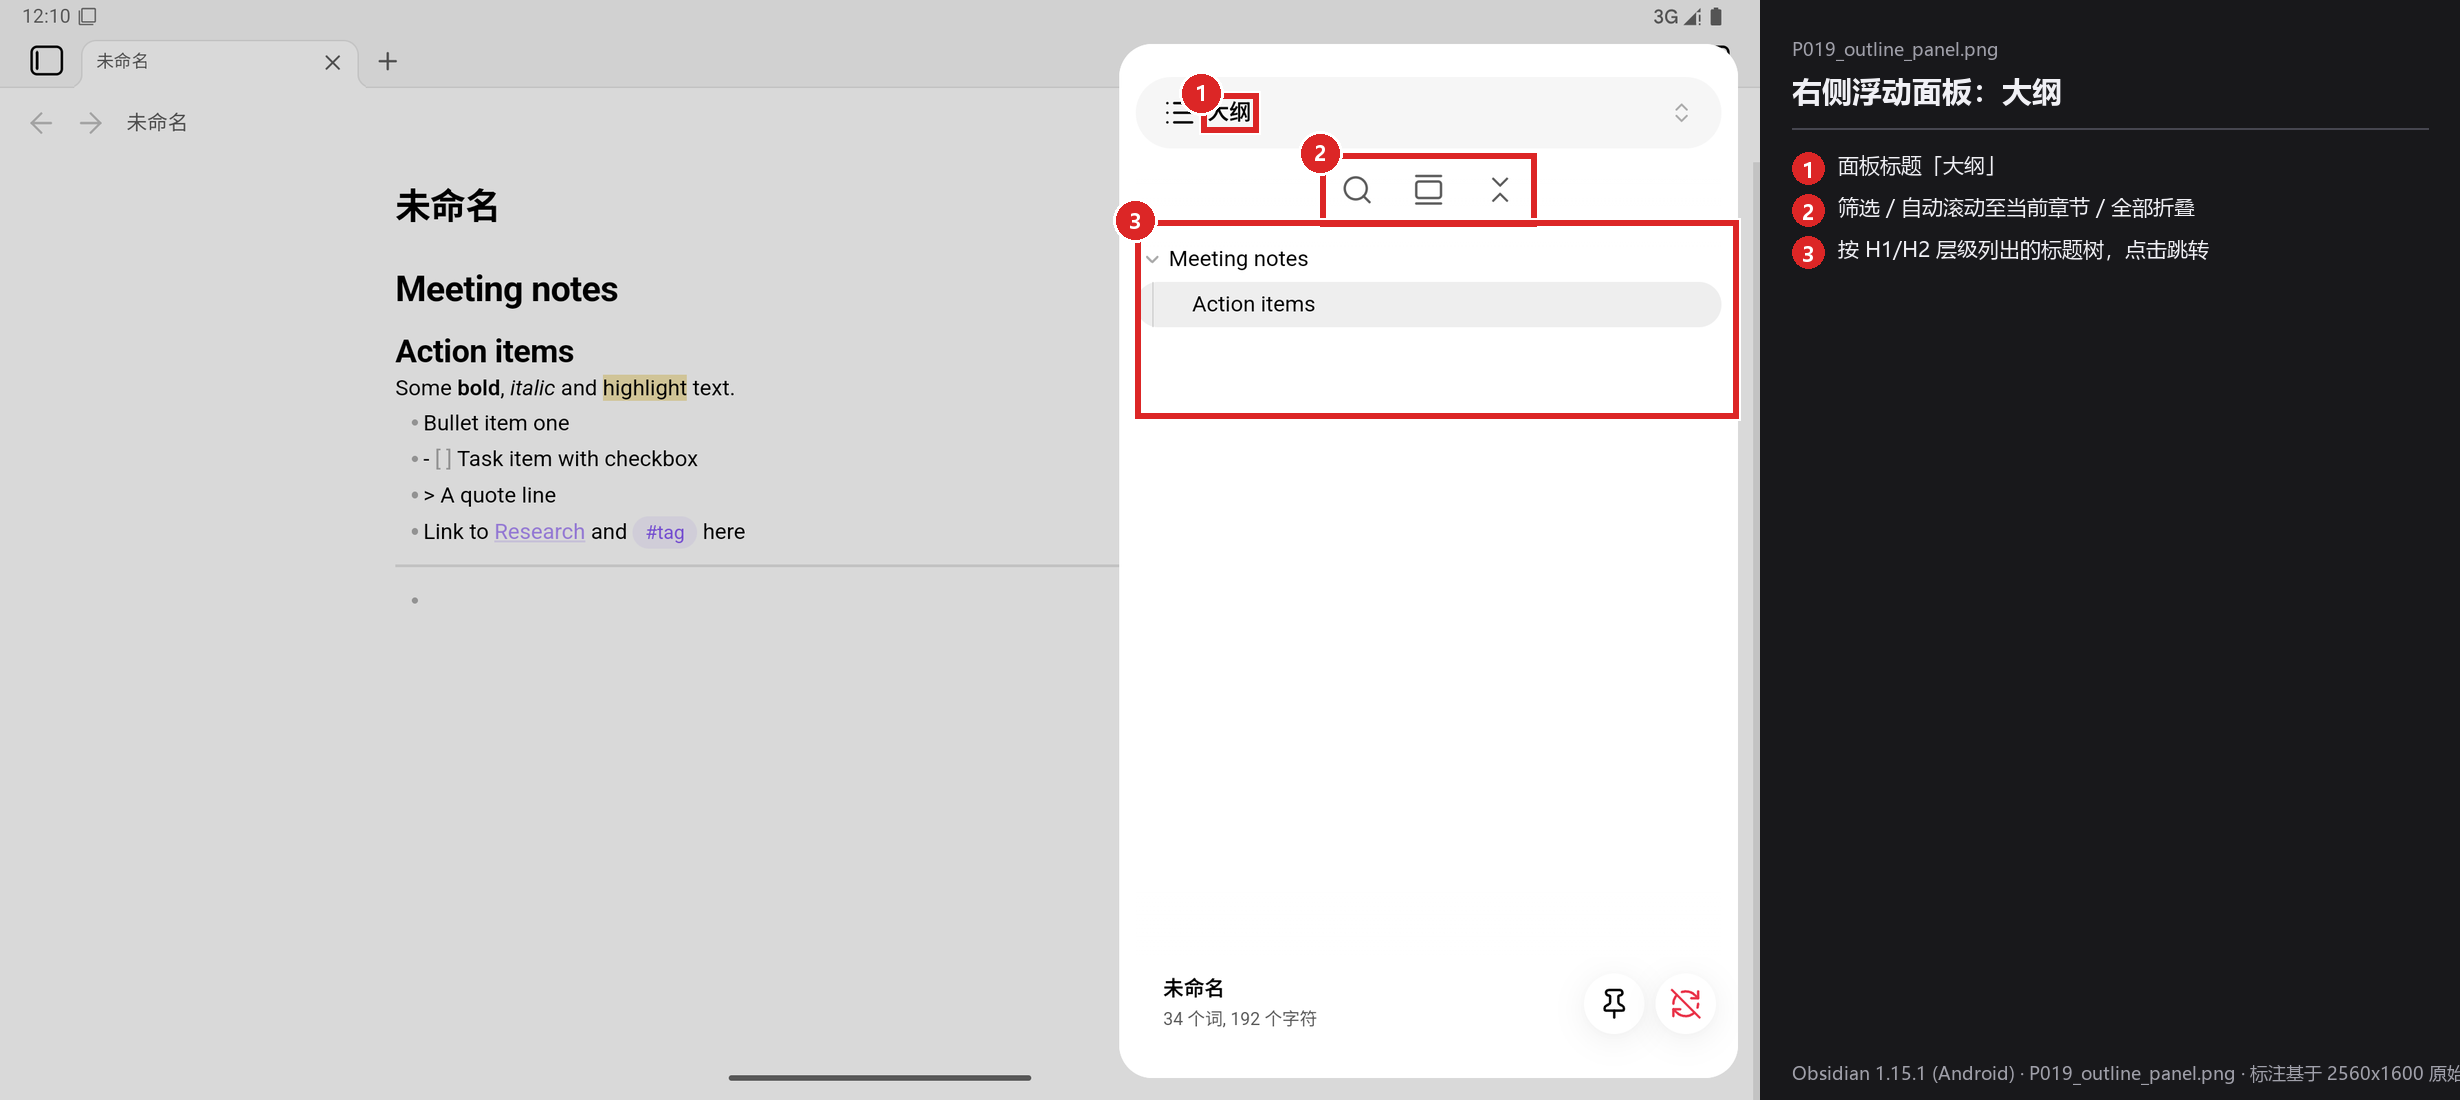 12:10
3G
未命名
未命名
未命名
Meeting notes
Action items
Some bold, italic and highlight text.
Bullet item one
- [ ] Task item with checkbox
> A quote line
Link to Research and #tag here
1
大纲
2
3
Meeting notes
Action items
未命名
34 个词, 192 个字符
P019_outline_panel.png
右侧浮动面板：大纲
1 面板标题「大纲」
2 筛选 / 自动滚动至当前章节 / 全部折叠
3 按 H1/H2 层级列出的标题树，点击跳转
Obsidian 1.15.1 (Android) · P019_outline_panel.png · 标注基于 2560x1600 原